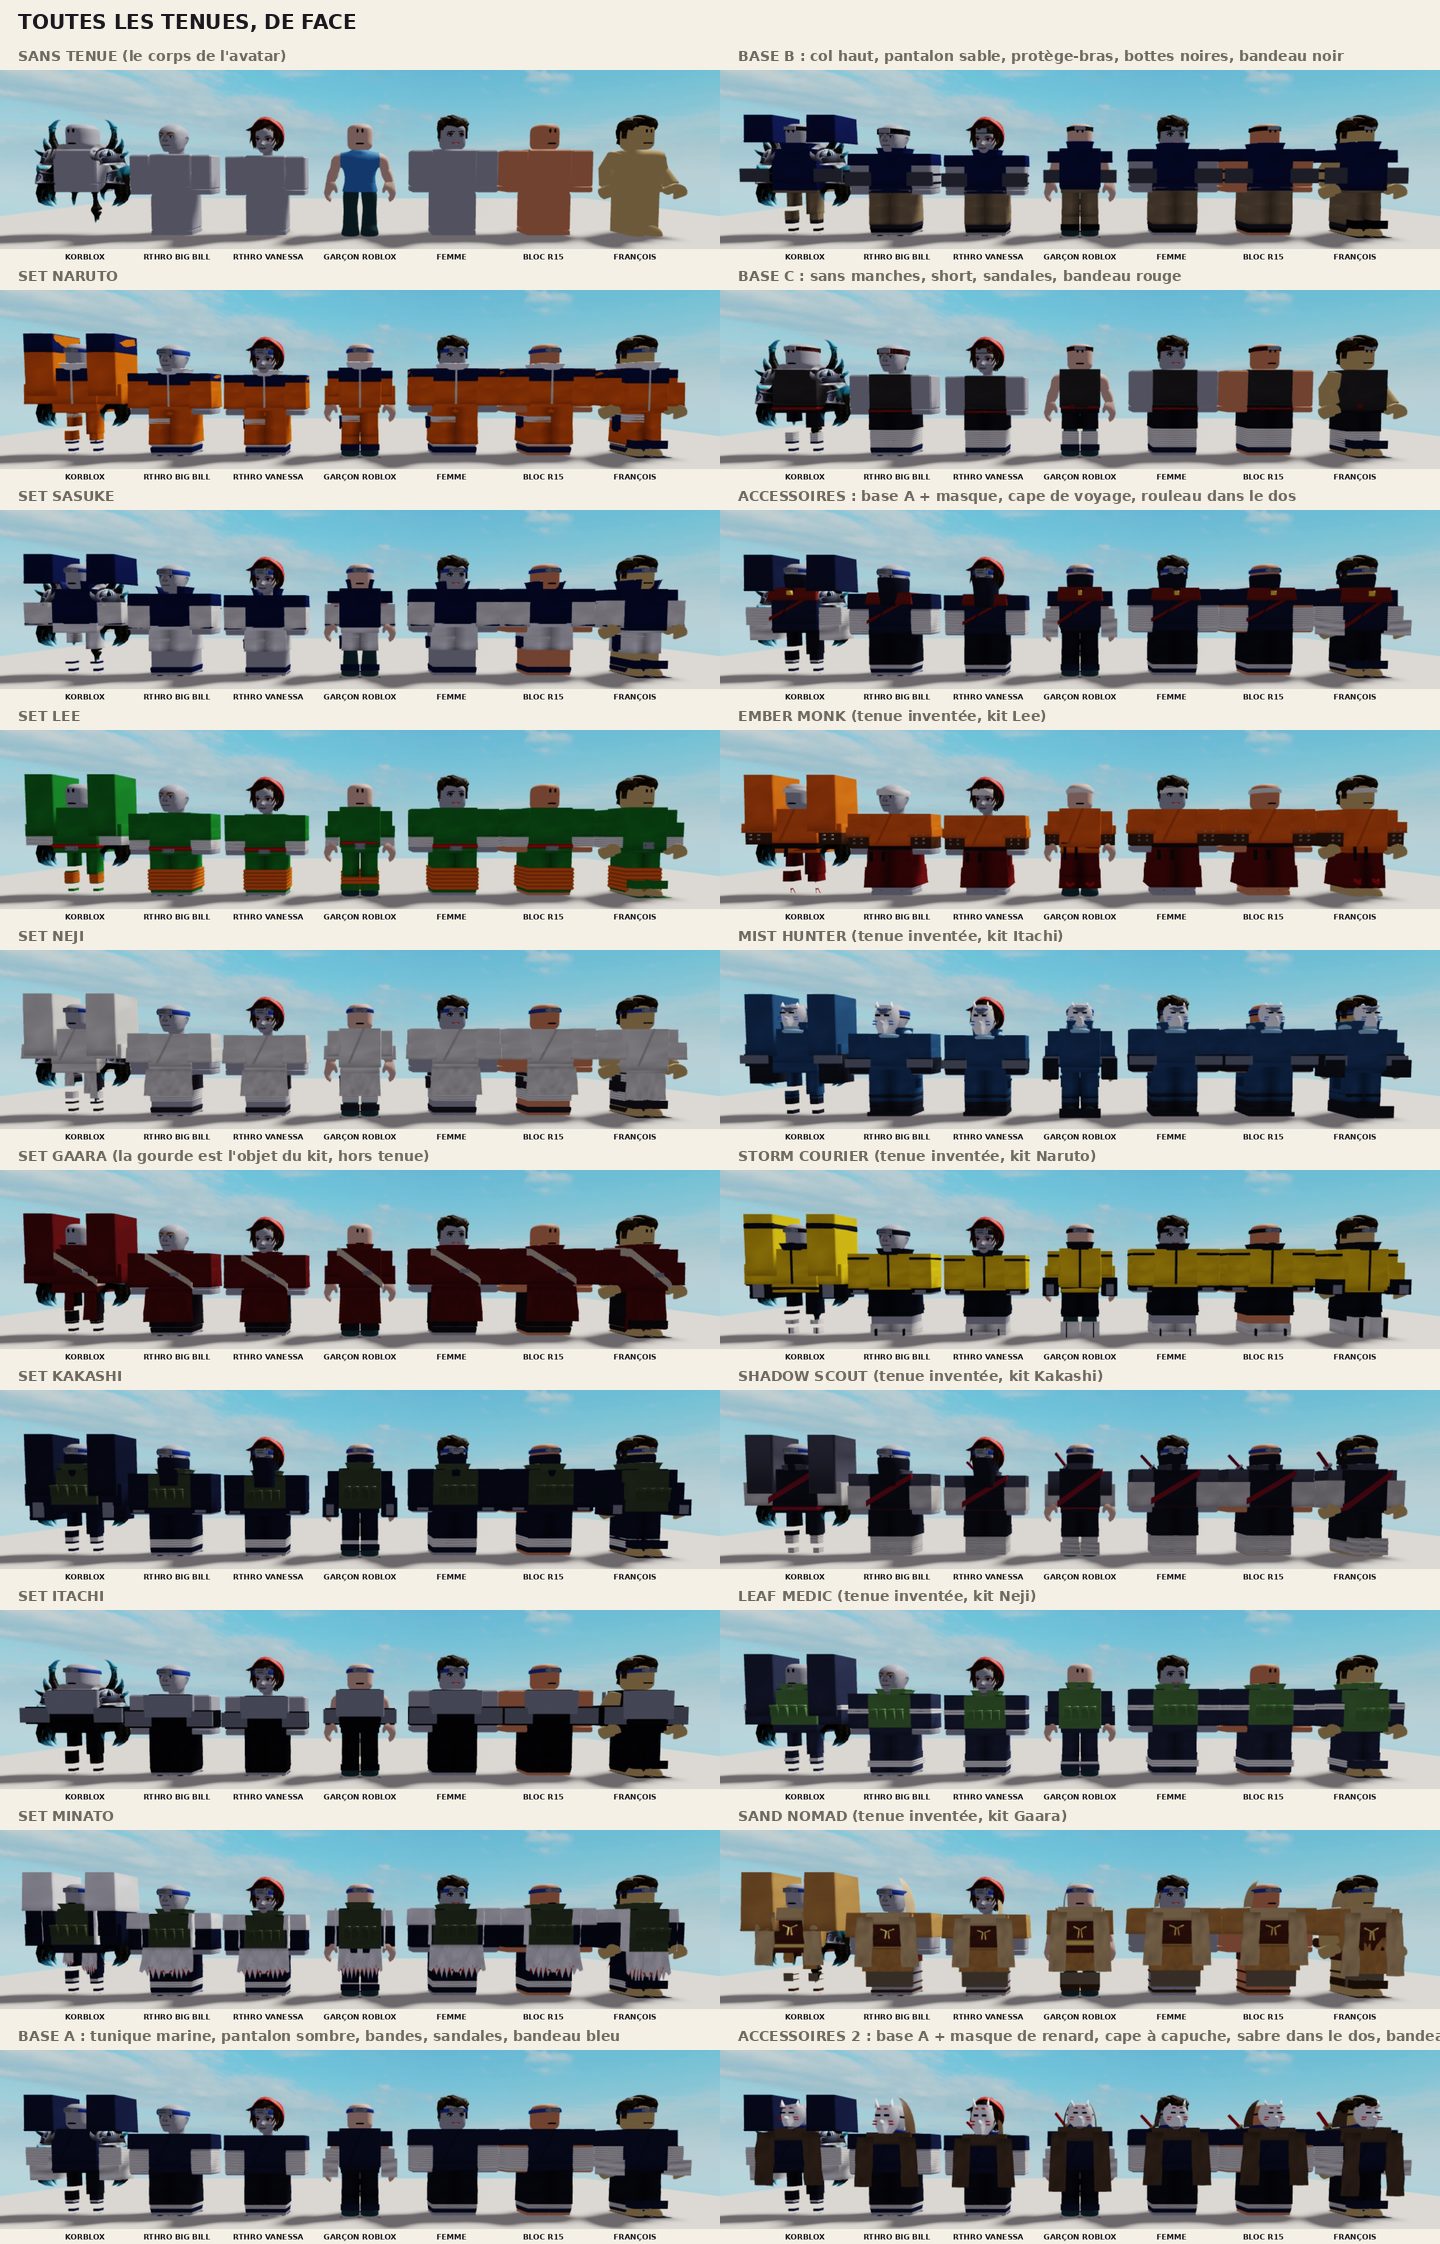 TOUTES LES TENUES, DE FACE
SANS TENUE (le corps de l'avatar)
KORBLOX RTHRO BIG BILL RTHRO VANESSA GARÇON ROBLOX FEMME BLOC R15 FRANÇOIS
BASE B : col haut, pantalon sable, protège-bras, bottes noires, bandeau noir
KORBLOX RTHRO BIG BILL RTHRO VANESSA GARÇON ROBLOX FEMME BLOC R15 FRANÇOIS
SET NARUTO
KORBLOX RTHRO BIG BILL RTHRO VANESSA GARÇON ROBLOX FEMME BLOC R15 FRANÇOIS
BASE C : sans manches, short, sandales, bandeau rouge
KORBLOX RTHRO BIG BILL RTHRO VANESSA GARÇON ROBLOX FEMME BLOC R15 FRANÇOIS
SET SASUKE
KORBLOX RTHRO BIG BILL RTHRO VANESSA GARÇON ROBLOX FEMME BLOC R15 FRANÇOIS
ACCESSOIRES : base A + masque, cape de voyage, rouleau dans le dos
KORBLOX RTHRO BIG BILL RTHRO VANESSA GARÇON ROBLOX FEMME BLOC R15 FRANÇOIS
SET LEE
KORBLOX RTHRO BIG BILL RTHRO VANESSA GARÇON ROBLOX FEMME BLOC R15 FRANÇOIS
EMBER MONK (tenue inventée, kit Lee)
KORBLOX RTHRO BIG BILL RTHRO VANESSA GARÇON ROBLOX FEMME BLOC R15 FRANÇOIS
SET NEJI
KORBLOX RTHRO BIG BILL RTHRO VANESSA GARÇON ROBLOX FEMME BLOC R15 FRANÇOIS
MIST HUNTER (tenue inventée, kit Itachi)
KORBLOX RTHRO BIG BILL RTHRO VANESSA GARÇON ROBLOX FEMME BLOC R15 FRANÇOIS
SET GAARA (la gourde est l'objet du kit, hors tenue)
KORBLOX RTHRO BIG BILL RTHRO VANESSA GARÇON ROBLOX FEMME BLOC R15 FRANÇOIS
STORM COURIER (tenue inventée, kit Naruto)
KORBLOX RTHRO BIG BILL RTHRO VANESSA GARÇON ROBLOX FEMME BLOC R15 FRANÇOIS
SET KAKASHI
KORBLOX RTHRO BIG BILL RTHRO VANESSA GARÇON ROBLOX FEMME BLOC R15 FRANÇOIS
SHADOW SCOUT (tenue inventée, kit Kakashi)
KORBLOX RTHRO BIG BILL RTHRO VANESSA GARÇON ROBLOX FEMME BLOC R15 FRANÇOIS
SET ITACHI
KORBLOX RTHRO BIG BILL RTHRO VANESSA GARÇON ROBLOX FEMME BLOC R15 FRANÇOIS
LEAF MEDIC (tenue inventée, kit Neji)
KORBLOX RTHRO BIG BILL RTHRO VANESSA GARÇON ROBLOX FEMME BLOC R15 FRANÇOIS
SET MINATO
KORBLOX RTHRO BIG BILL RTHRO VANESSA GARÇON ROBLOX FEMME BLOC R15 FRANÇOIS
SAND NOMAD (tenue inventée, kit Gaara)
KORBLOX RTHRO BIG BILL RTHRO VANESSA GARÇON ROBLOX FEMME BLOC R15 FRANÇOIS
BASE A : tunique marine, pantalon sombre, bandes, sandales, bandeau bleu
KORBLOX RTHRO BIG BILL RTHRO VANESSA GARÇON ROBLOX FEMME BLOC R15 FRANÇOIS
ACCESSOIRES 2 : base A + masque de renard, cape à capuche, sabre dans le dos, bandea
KORBLOX RTHRO BIG BILL RTHRO VANESSA GARÇON ROBLOX FEMME BLOC R15 FRANÇOIS